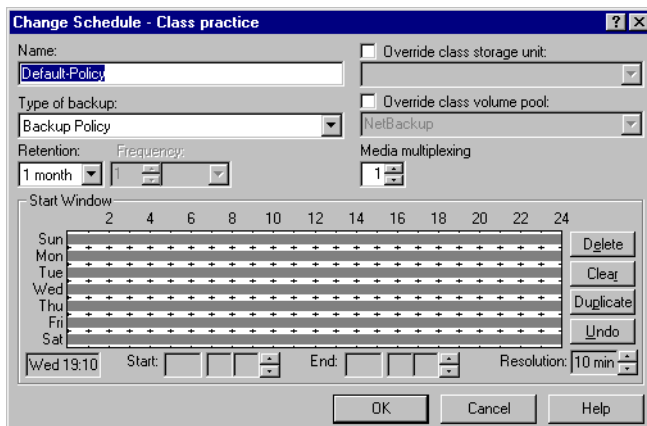 Change Schedule - Class practice
Name:
Override class storage unit:
Default-Policy
Type of backup:
Override class volume pool:
Backup Policy
NetBackup
Retention:
Frequency:
Media multiplexing
1 month
1
1
Start Window
2 4 6 8 10 12 14 16 18 20 22 24
Sun
Mon
Tue
Wed
Thu
Fri
Sat
Delete
Clear
Duplicate
Undo
Wed 19:10
Start:
End:
Resolution:
10 min
OK
Cancel
Help